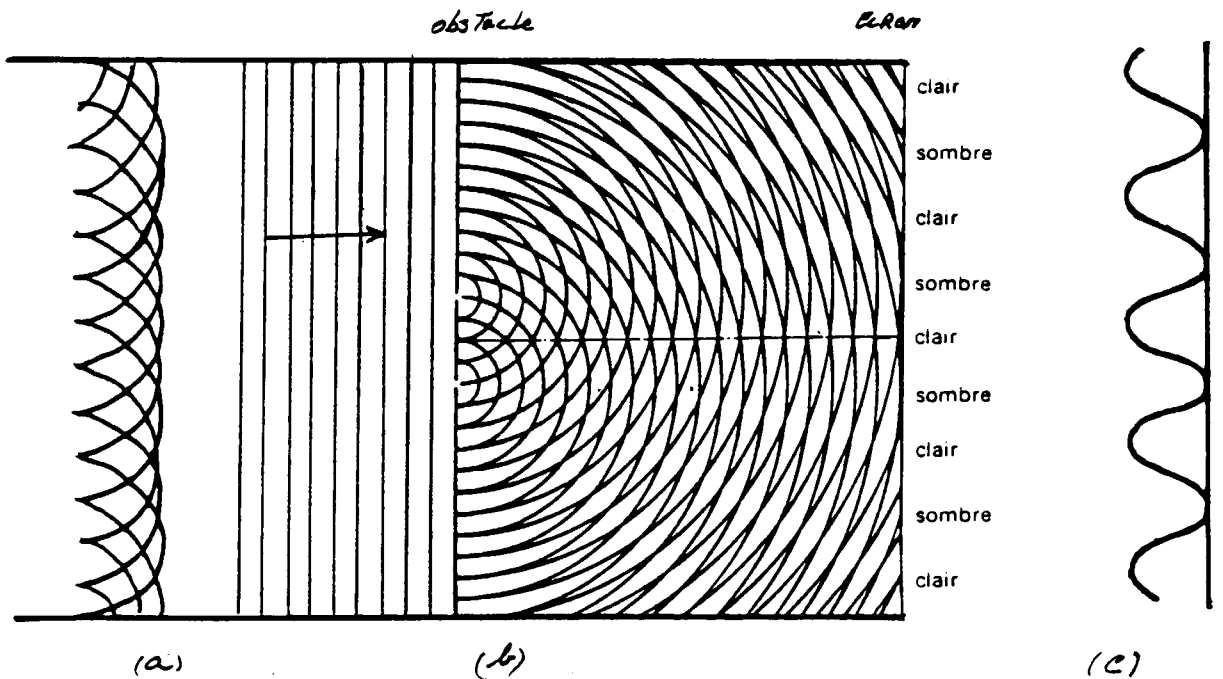 obsTacle
Ecran
clair
sombre
clair
sombre
clair
sombre
clair
sombre
clair
(a)
(b)
(c)